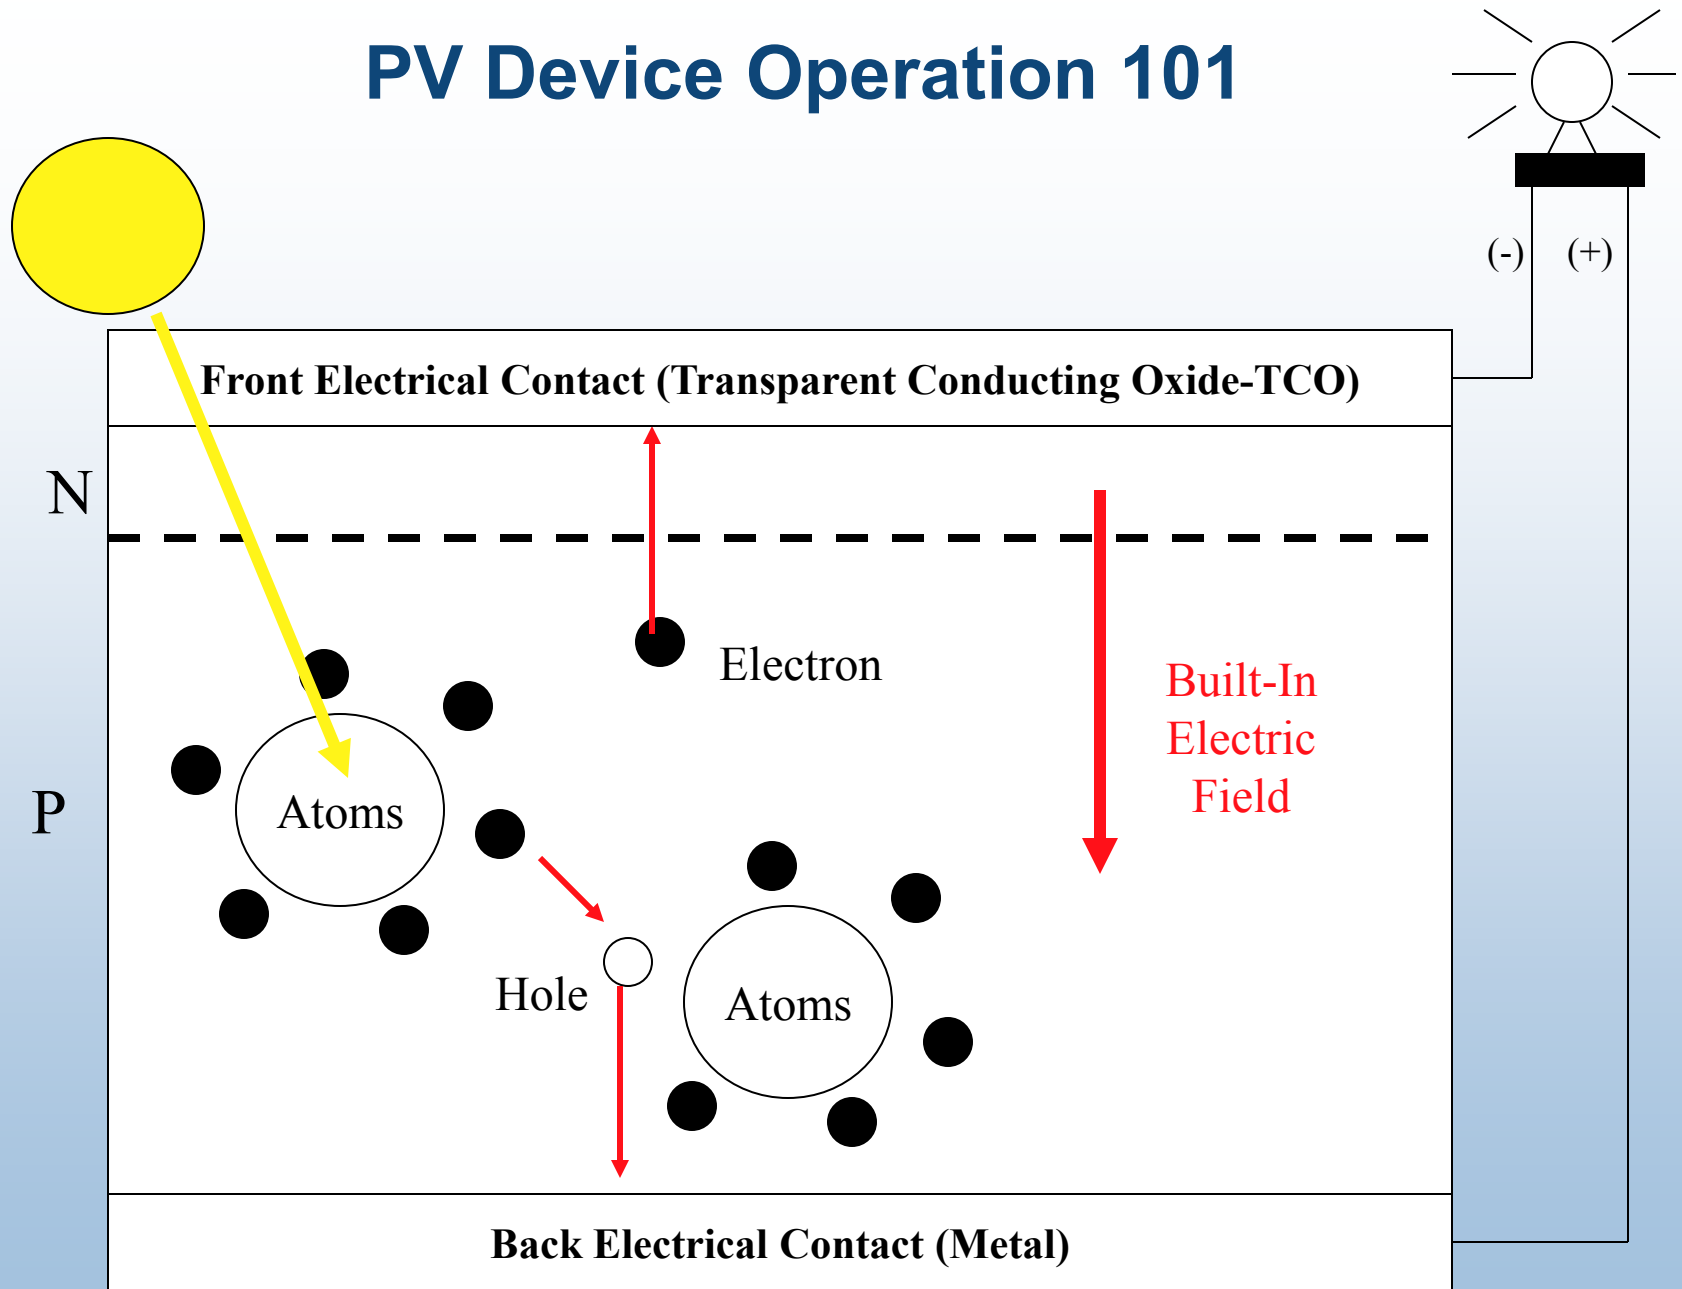 PV Device Operation 101
(-) (+)
Front Electrical Contact (Transparent Conducting Oxide-TCO)
N
Electron
Built-In
Electric
Field
P
Atoms
Hole
Atoms
Back Electrical Contact (Metal)